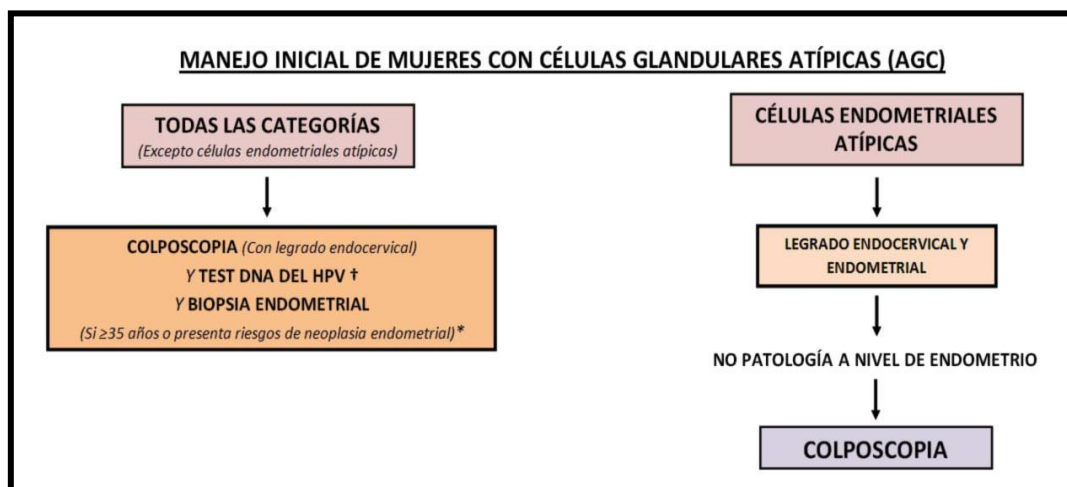 MANEJO INICIAL DE MUJERES CON CÉLULAS GLANDULARES ATÍPICAS (AGC)
TODAS LAS CATEGORÍAS
(Excepto células endometriales atípicas)
COLPOSCOPIA (Con legrado endocervical)
Y TEST DNA DEL HPV †
Y BIOPSIA ENDOMETRIAL
(Si ≥35 años o presenta riesgos de neoplasia endometrial)*
CÉLULAS ENDOMETRIALES
ATÍPICAS
LEGRADO ENDOCERVICAL Y
ENDOMETRIAL
NO PATOLOGÍA A NIVEL DE ENDOMETRIO
COLPOSCOPIA